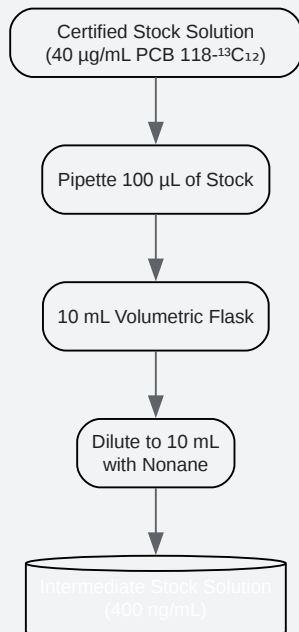 Certified Stock Solution
(40 µg/mL PCB 118-¹³C₁₂)
Pipette 100 µL of Stock
10 mL Volumetric Flask
Dilute to 10 mL
with Nonane
Intermediate Stock Solution
(400 ng/mL)